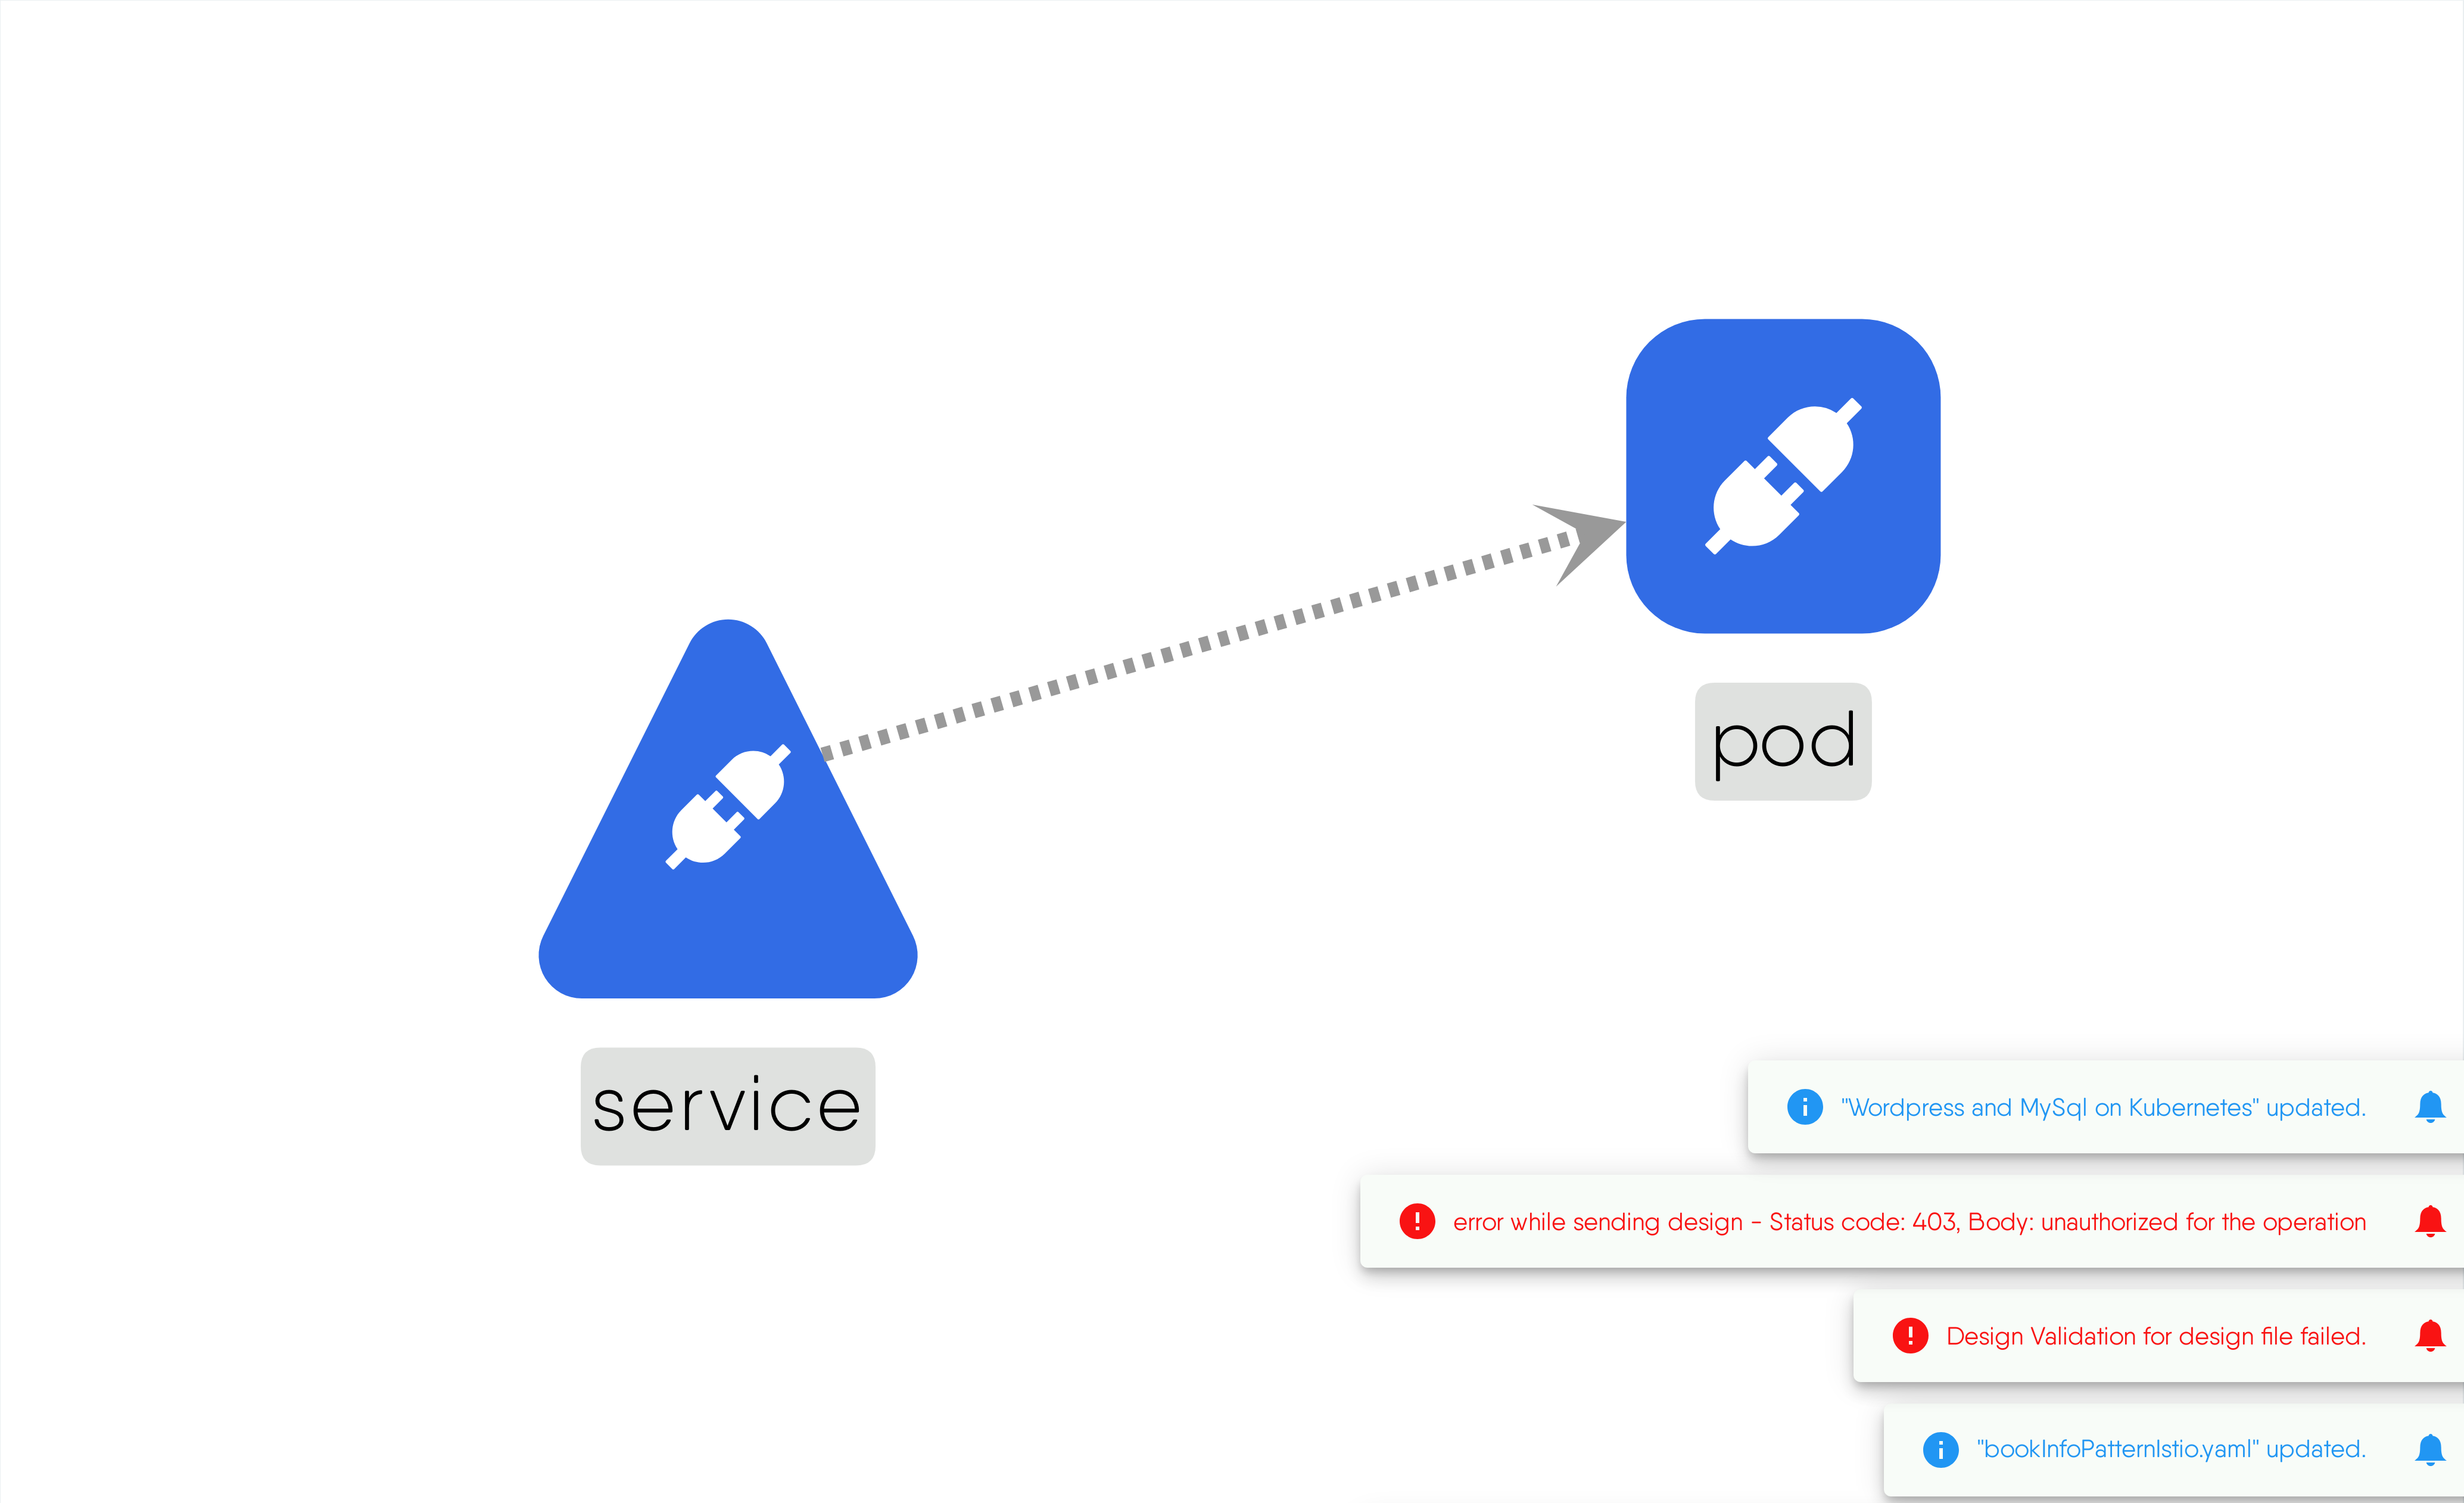 pod
service
"Wordpress and MySql on Kubernetes" updated.
error while sending design - Status code: 403, Body: unauthorized for the operation
Design Validation for design file failed.
"bookInfoPatternIstio.yaml" updated.